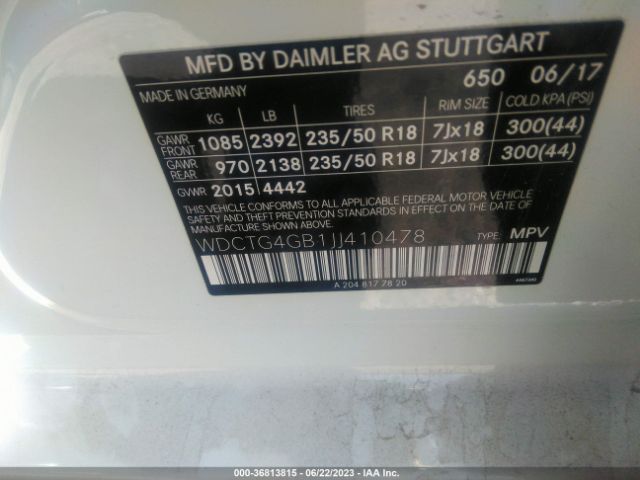 MFD BY DAIMLER AG STUTTGART
650 06/17
MADE IN GERMANY
KG LB TIRES RIM SIZE COLD KPA (PSI)
GAWR FRONT 1085 2392 235/50 R18 7Jx18 300(44)
GAWR REAR 970 2138 235/50 R18 7Jx18 300(44)
GVWR 2015 4442
THIS VEHICLE CONFORMS TO ALL APPLICABLE FEDERAL MOTOR VEHICLE
SAFETY STANDARDS IN EFFECT ON THE DATE OF
MANUFACTURE SHOWN ABOVE.
WDCTG4GB1JJ410478 TYPE: MPV
A 204 817 78 20
000-36813815 - 06/22/2023 - IAA Inc.